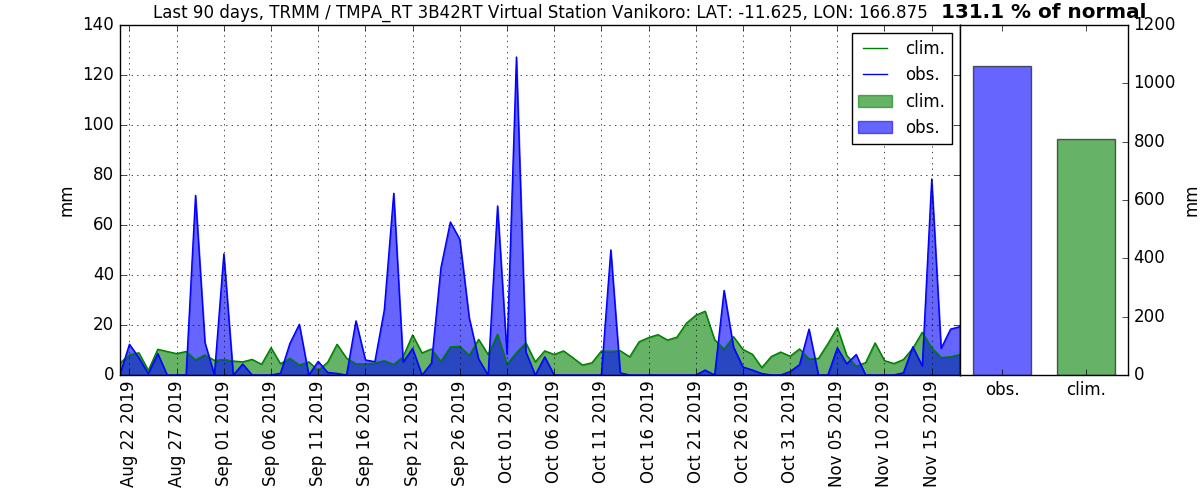 Last 90 days, TRMM / TMPA_RT 3B42RT Virtual Station Vanikoro: LAT: -11.625, LON: 166.875
131.1 % of normal
140
120
100
80
60
40
20
0
mm
clim.
obs.
clim.
obs.
1200
1000
800
600
400
200
0
mm
obs.
clim.
Aug 22 2019
Aug 27 2019
Sep 01 2019
Sep 06 2019
Sep 11 2019
Sep 16 2019
Sep 21 2019
Sep 26 2019
Oct 01 2019
Oct 06 2019
Oct 11 2019
Oct 16 2019
Oct 21 2019
Oct 26 2019
Oct 31 2019
Nov 05 2019
Nov 10 2019
Nov 15 2019